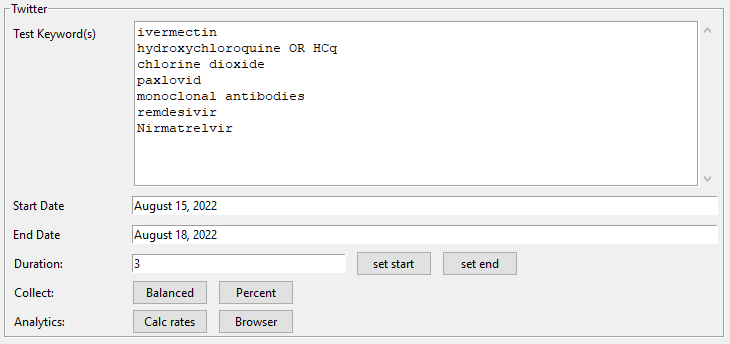 Twitter
Test Keyword(s)
ivermectin
hydroxychloroquine OR HCq
chlorine dioxide
paxlovid
monoclonal antibodies
remdesivir
Nirmatrelvir
Start Date August 15, 2022
End Date August 18, 2022
Duration: 3 set start set end
Collect: Balanced Percent
Analytics: Calc rates Browser